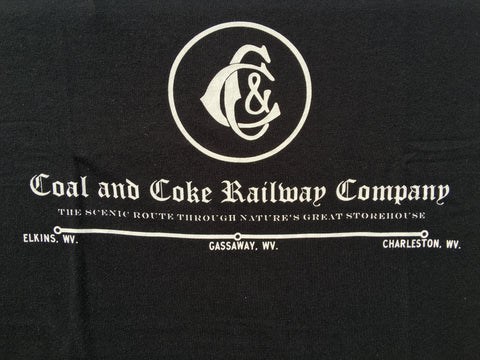 C&C
Coal and Coke Railway Company
THE SCENIC ROUTE THROUGH NATURE'S GREAT STOREHOUSE
ELKINS, WV.
GASSAWAY, WV.
CHARLESTON, WV.